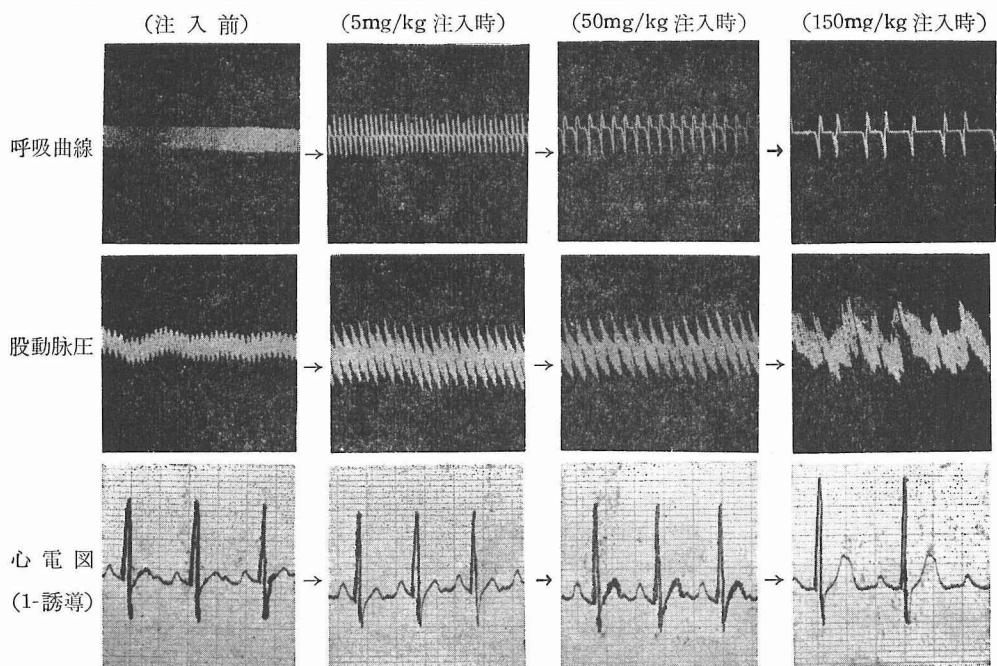 (注 入 前) (5mg/kg 注入時) (50mg/kg 注入時) (150mg/kg 注入時)
呼吸曲線 → → →
股動脈圧 → → →
心 電 図 → → →
(1-誘導)